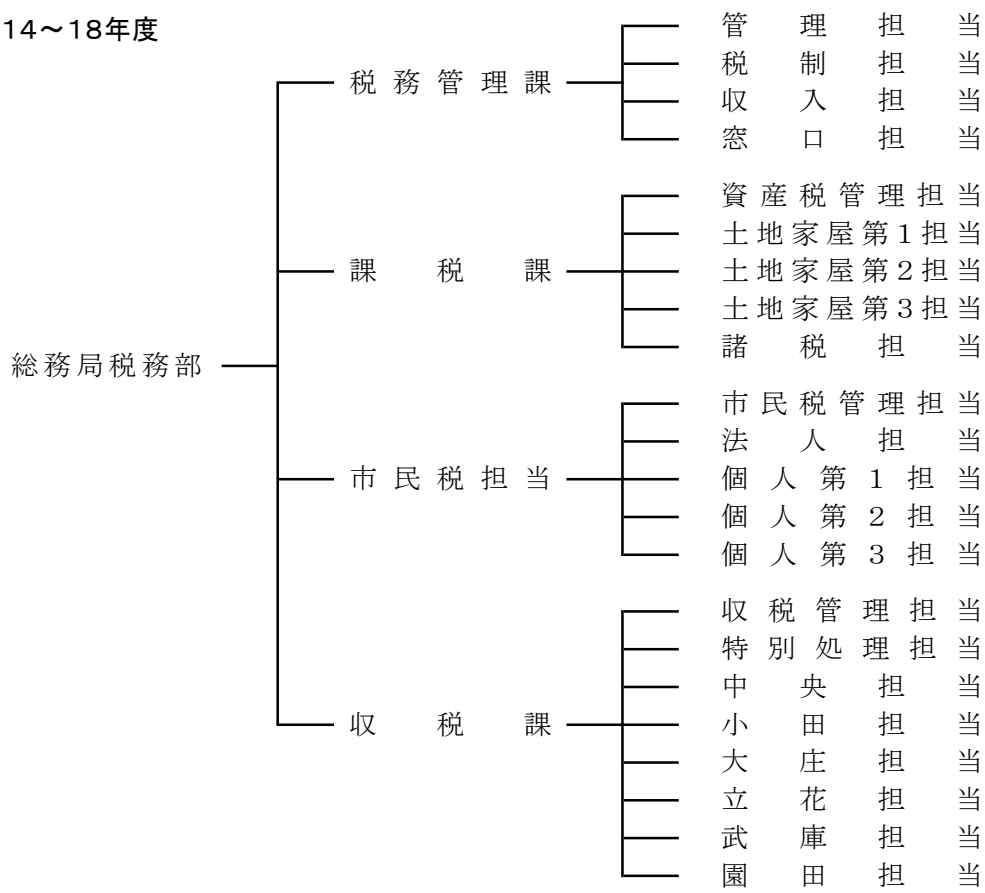 14～18年度
総務局税務部
税務管理課
管理担当
税制担当
収入担当
窓口担当
課税課
資産税管理担当
土地家屋第1担当
土地家屋第2担当
土地家屋第3担当
諸税担当
市民税担当
市民税管理担当
法人担当
個人第1担当
個人第2担当
個人第3担当
収税課
収税管理担当
特別処理担当
中央担当
小田担当
大庄担当
立花担当
武庫担当
園田担当